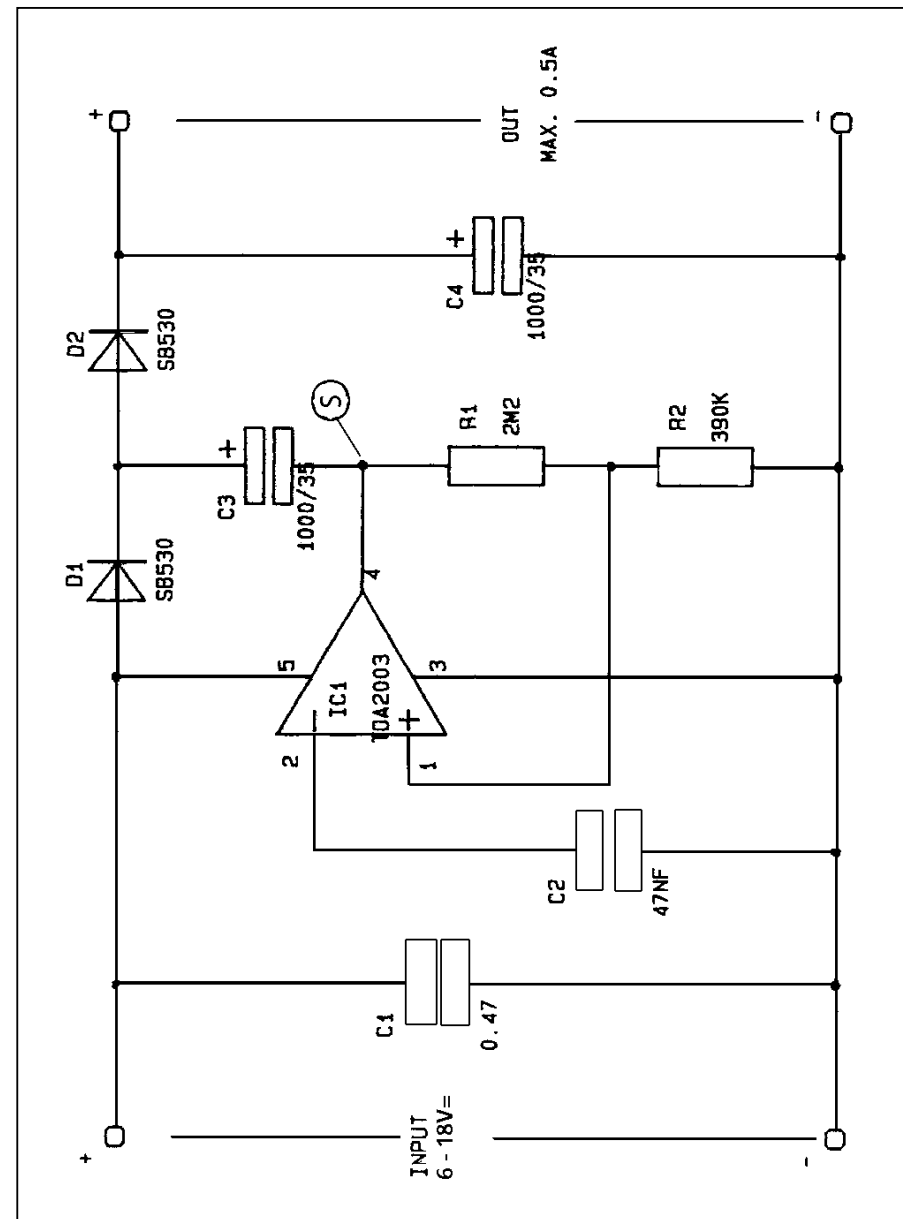 +
D1
SB530
D2
SB530
+
C3
+
1000/35
S
5
IC1
TDA2003
2
-
+
4
3
1
INPUT
6-18V=
C1
0.47
C2
47NF
R1
2M2
R2
390K
C4
+
1000/35
OUT
MAX. 0.5A
-
-